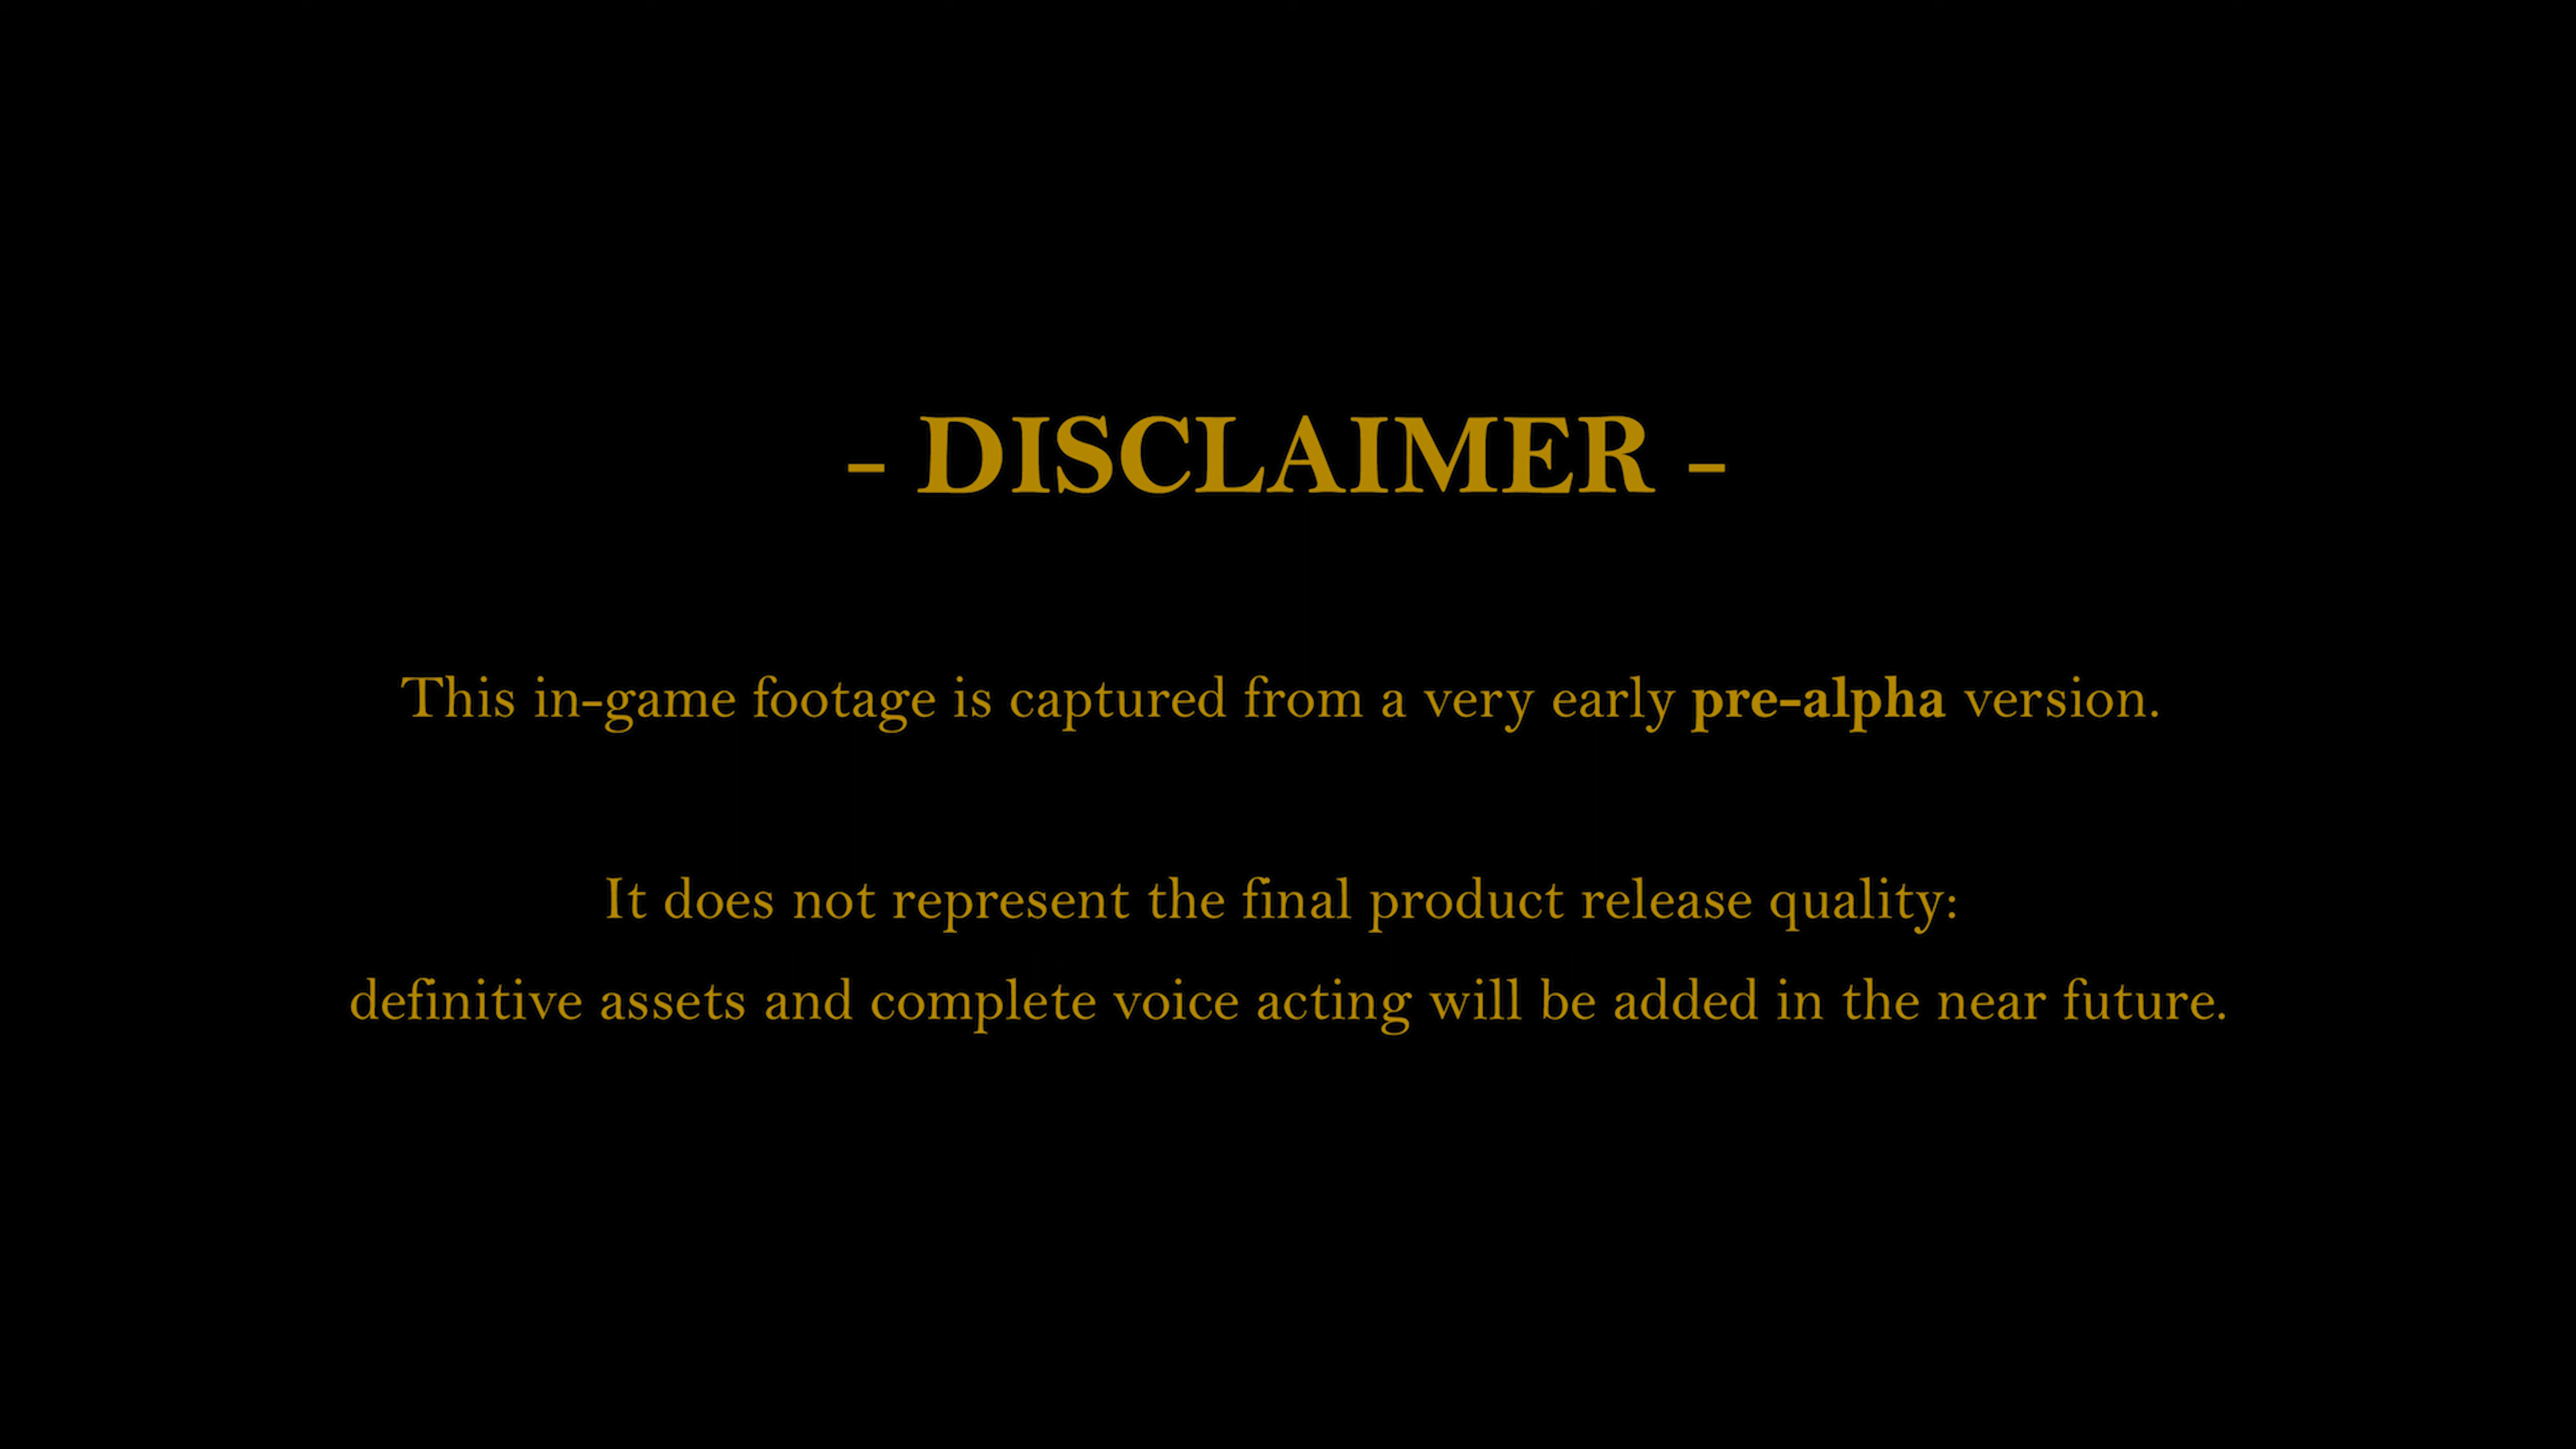 - DISCLAIMER -
This in-game footage is captured from a very early pre-alpha version.
It does not represent the final product release quality:
definitive assets and complete voice acting will be added in the near future.